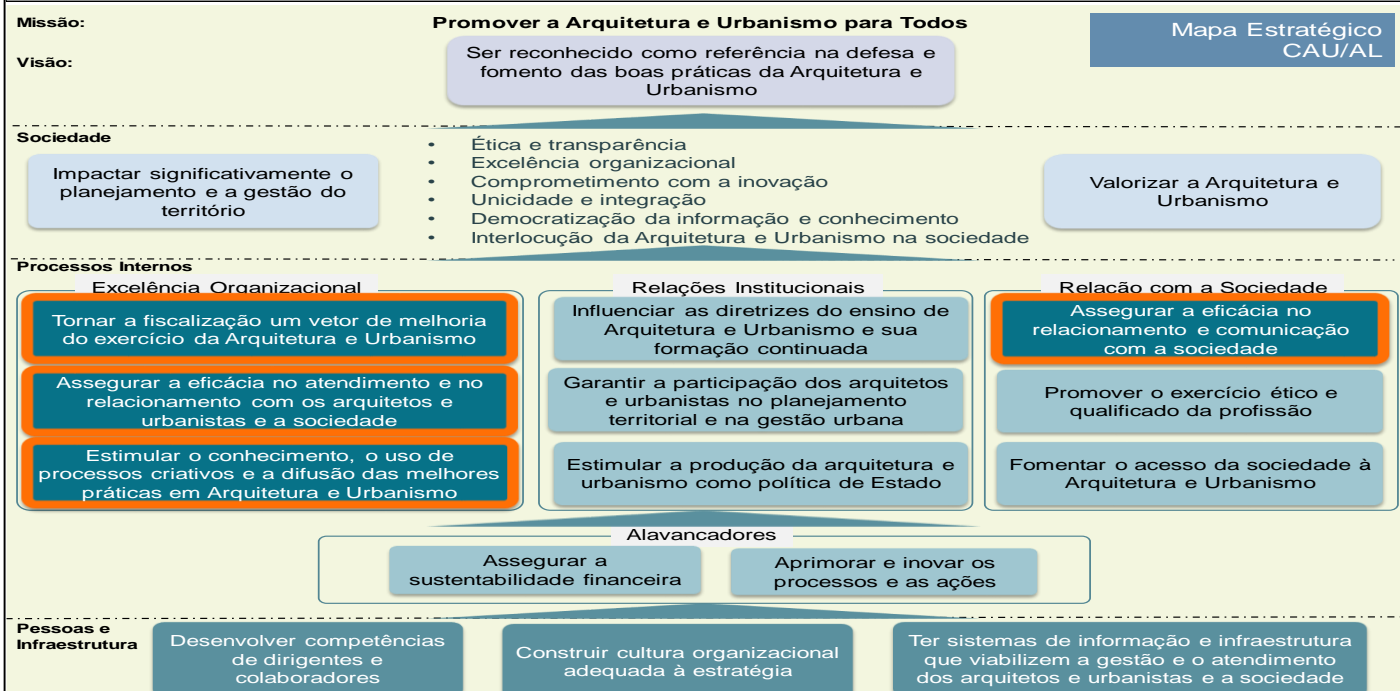 Missão:
Promover a Arquitetura e Urbanismo para Todos
Mapa Estratégico
CAU/AL
Visão:
Ser reconhecido como referência na defesa e
fomento das boas práticas da Arquitetura e
Urbanismo
Sociedade
Impactar significativamente o
planejamento e a gestão do
território
• Ética e transparência
• Excelência organizacional
• Comprometimento com a inovação
• Unicidade e integração
• Democratização da informação e conhecimento
• Interlocução da Arquitetura e Urbanismo na sociedade
Valorizar a Arquitetura e
Urbanismo
Processos Internos
Excelência Organizacional
Tornar a fiscalização um vetor de melhoria
do exercício da Arquitetura e Urbanismo
Assegurar a eficácia no atendimento e no
relacionamento com os arquitetos e
urbanistas e a sociedade
Estimular o conhecimento, o uso de
processos criativos e a difusão das melhores
práticas em Arquitetura e Urbanismo
Relações Institucionais
Influenciar as diretrizes do ensino de
Arquitetura e Urbanismo e sua
formação continuada
Garantir a participação dos arquitetos
e urbanistas no planejamento
territorial e na gestão urbana
Estimular a produção da arquitetura e
urbanismo como política de Estado
Relação com a Sociedade
Assegurar a eficácia no
relacionamento e comunicação
com a sociedade
Promover o exercício ético e
qualificado da profissão
Fomentar o acesso da sociedade à
Arquitetura e Urbanismo
Alavancadores
Assegurar a
sustentabilidade financeira
Aprimorar e inovar os
processos e as ações
Pessoas e
Infraestrutura
Desenvolver competências
de dirigentes e
colaboradores
Construir cultura organizacional
adequada à estratégia
Ter sistemas de informação e infraestrutura
que viabilizem a gestão e o atendimento
dos arquitetos e urbanistas e a sociedade